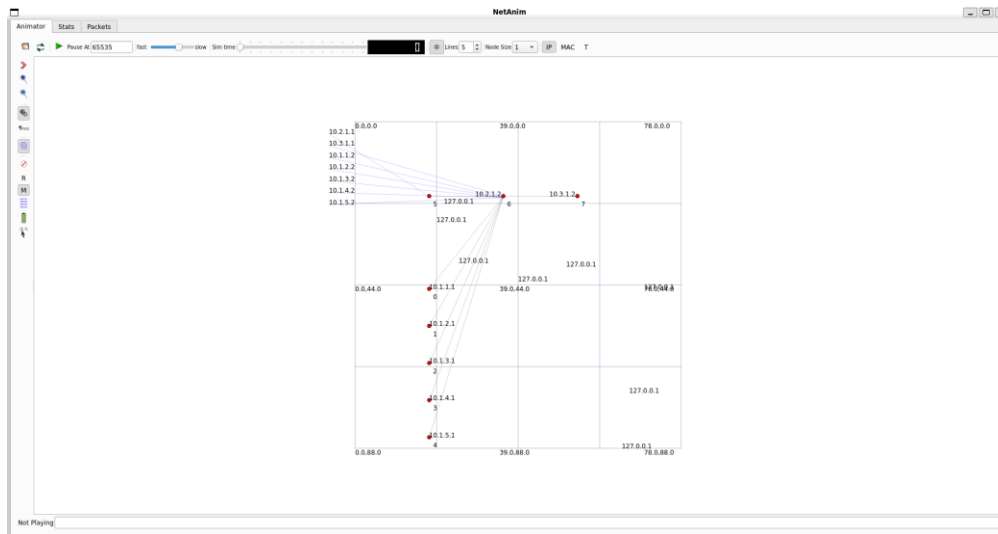 NetAnim
Animator Stats Packets
Pause At 65535 fast slow Sim time 0 Lines 5 Node Size 1 IP MAC T
R
M
0.0,0.0 39.0,0.0 78.0,0.0
10.2.1.1
10.3.1.1
10.1.1.2
10.1.2.2
10.1.3.2
10.1.4.2
10.2.1.2 10.3.1.2
10.1.5.2
127.0.0.1
5 6 7
127.0.0.1
127.0.0.1
127.0.0.1
127.0.0.1
10.1.1.1
0.0,44.0 39.0,44.0 78.0,44.0
0
10.1.2.1
1
10.1.3.1
2
127.0.0.1
10.1.4.1
3
10.1.5.1
4
127.0.0.1
0.0,88.0 39.0,88.0 78.0,88.0
Not Playing